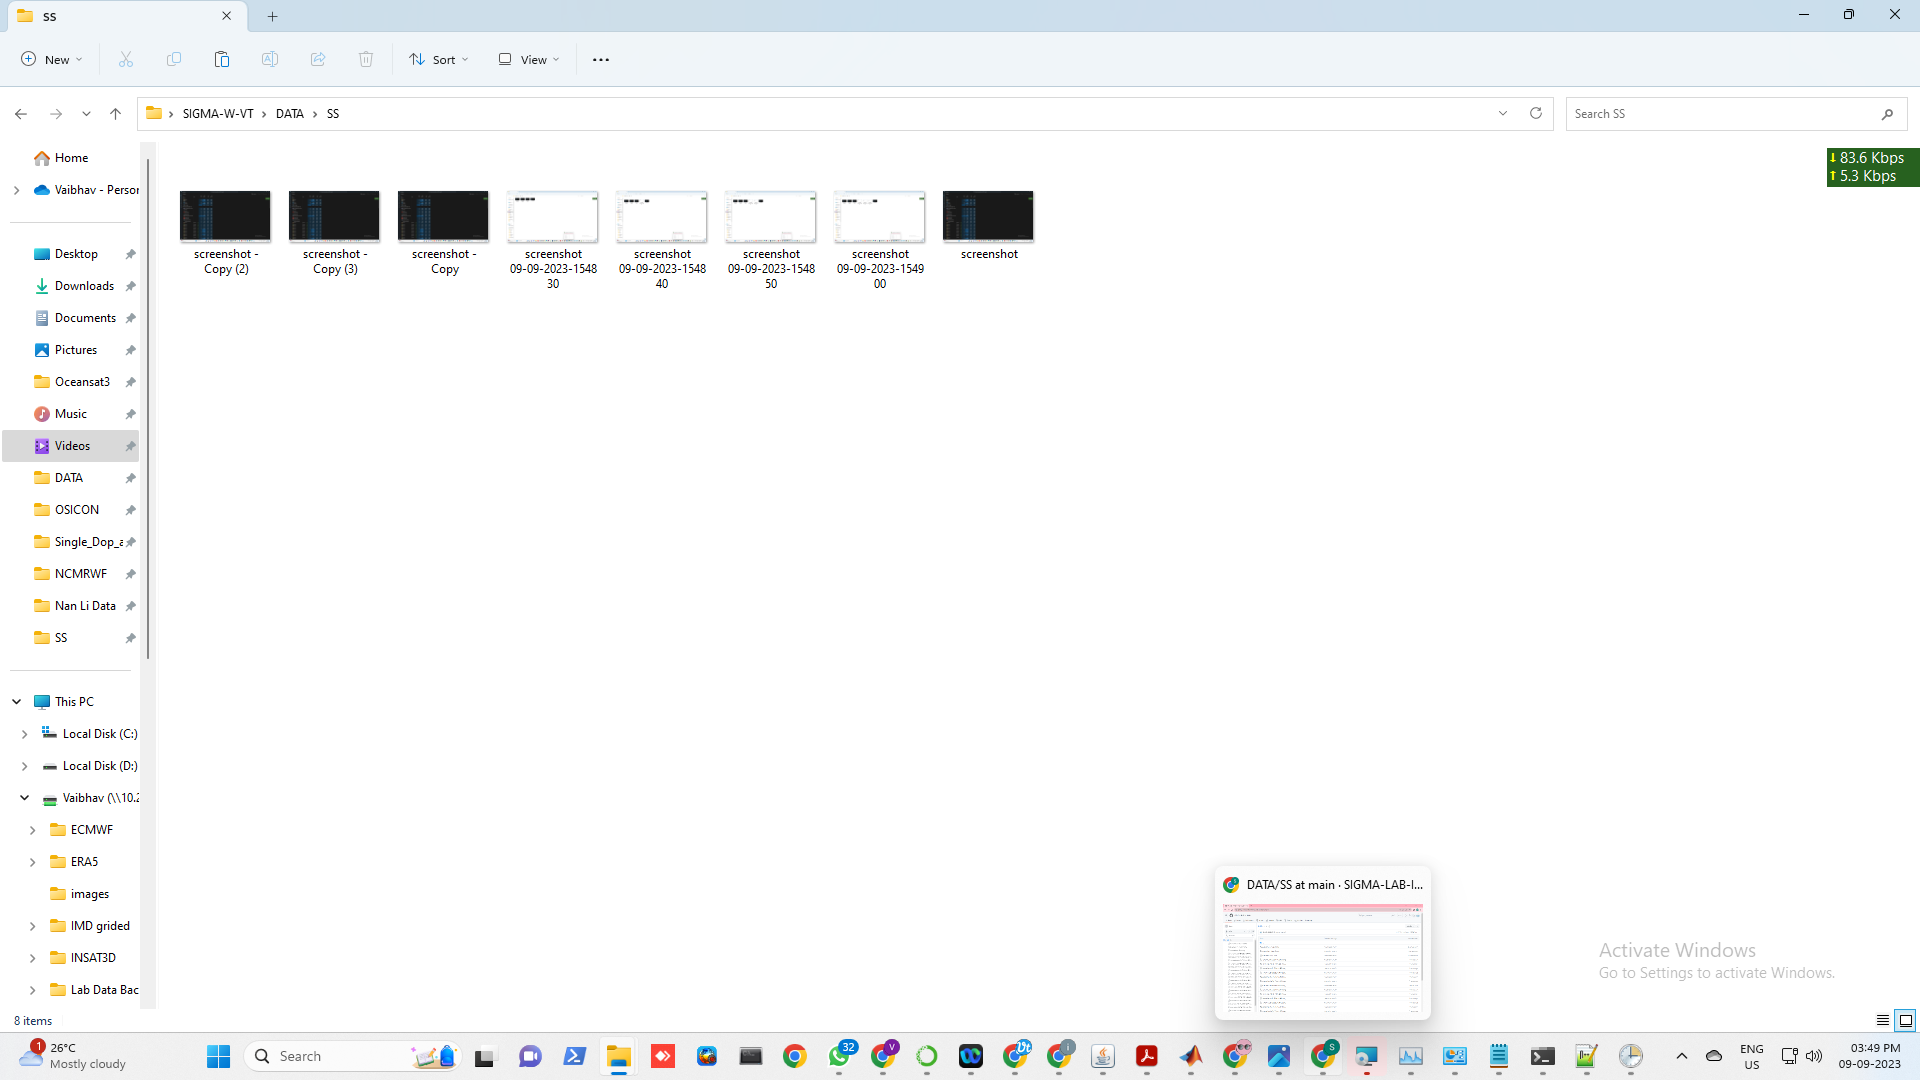 SS
New
Sort
View
SIGMA-W-VT
DATA
SS
Search SS
Home
Vaibhav - Persor
Desktop
Downloads
Documents
Pictures
Oceansat3
Music
Videos
DATA
OSICON
Single_Dop_a
NCMRWF
Nan Li Data
SS
This PC
Local Disk (C:)
Local Disk (D:)
Vaibhav (\\10.2
ECMWF
ERA5
images
IMD grided
INSAT3D
Lab Data Bac
8 items
83.6 Kbps
5.3 Kbps
screenshot -
Copy (2)
screenshot -
Copy (3)
screenshot -
Copy
screenshot
09-09-2023-1548
30
screenshot
09-09-2023-1548
40
screenshot
09-09-2023-1548
50
screenshot
09-09-2023-1549
00
screenshot
DATA/SS at main · SIGMA-LAB-I...
Activate Windows
Go to Settings to activate Windows.
1
26°C
Mostly cloudy
Search
32
V
Vt
i
S
ENG
US
03:49 PM
09-09-2023